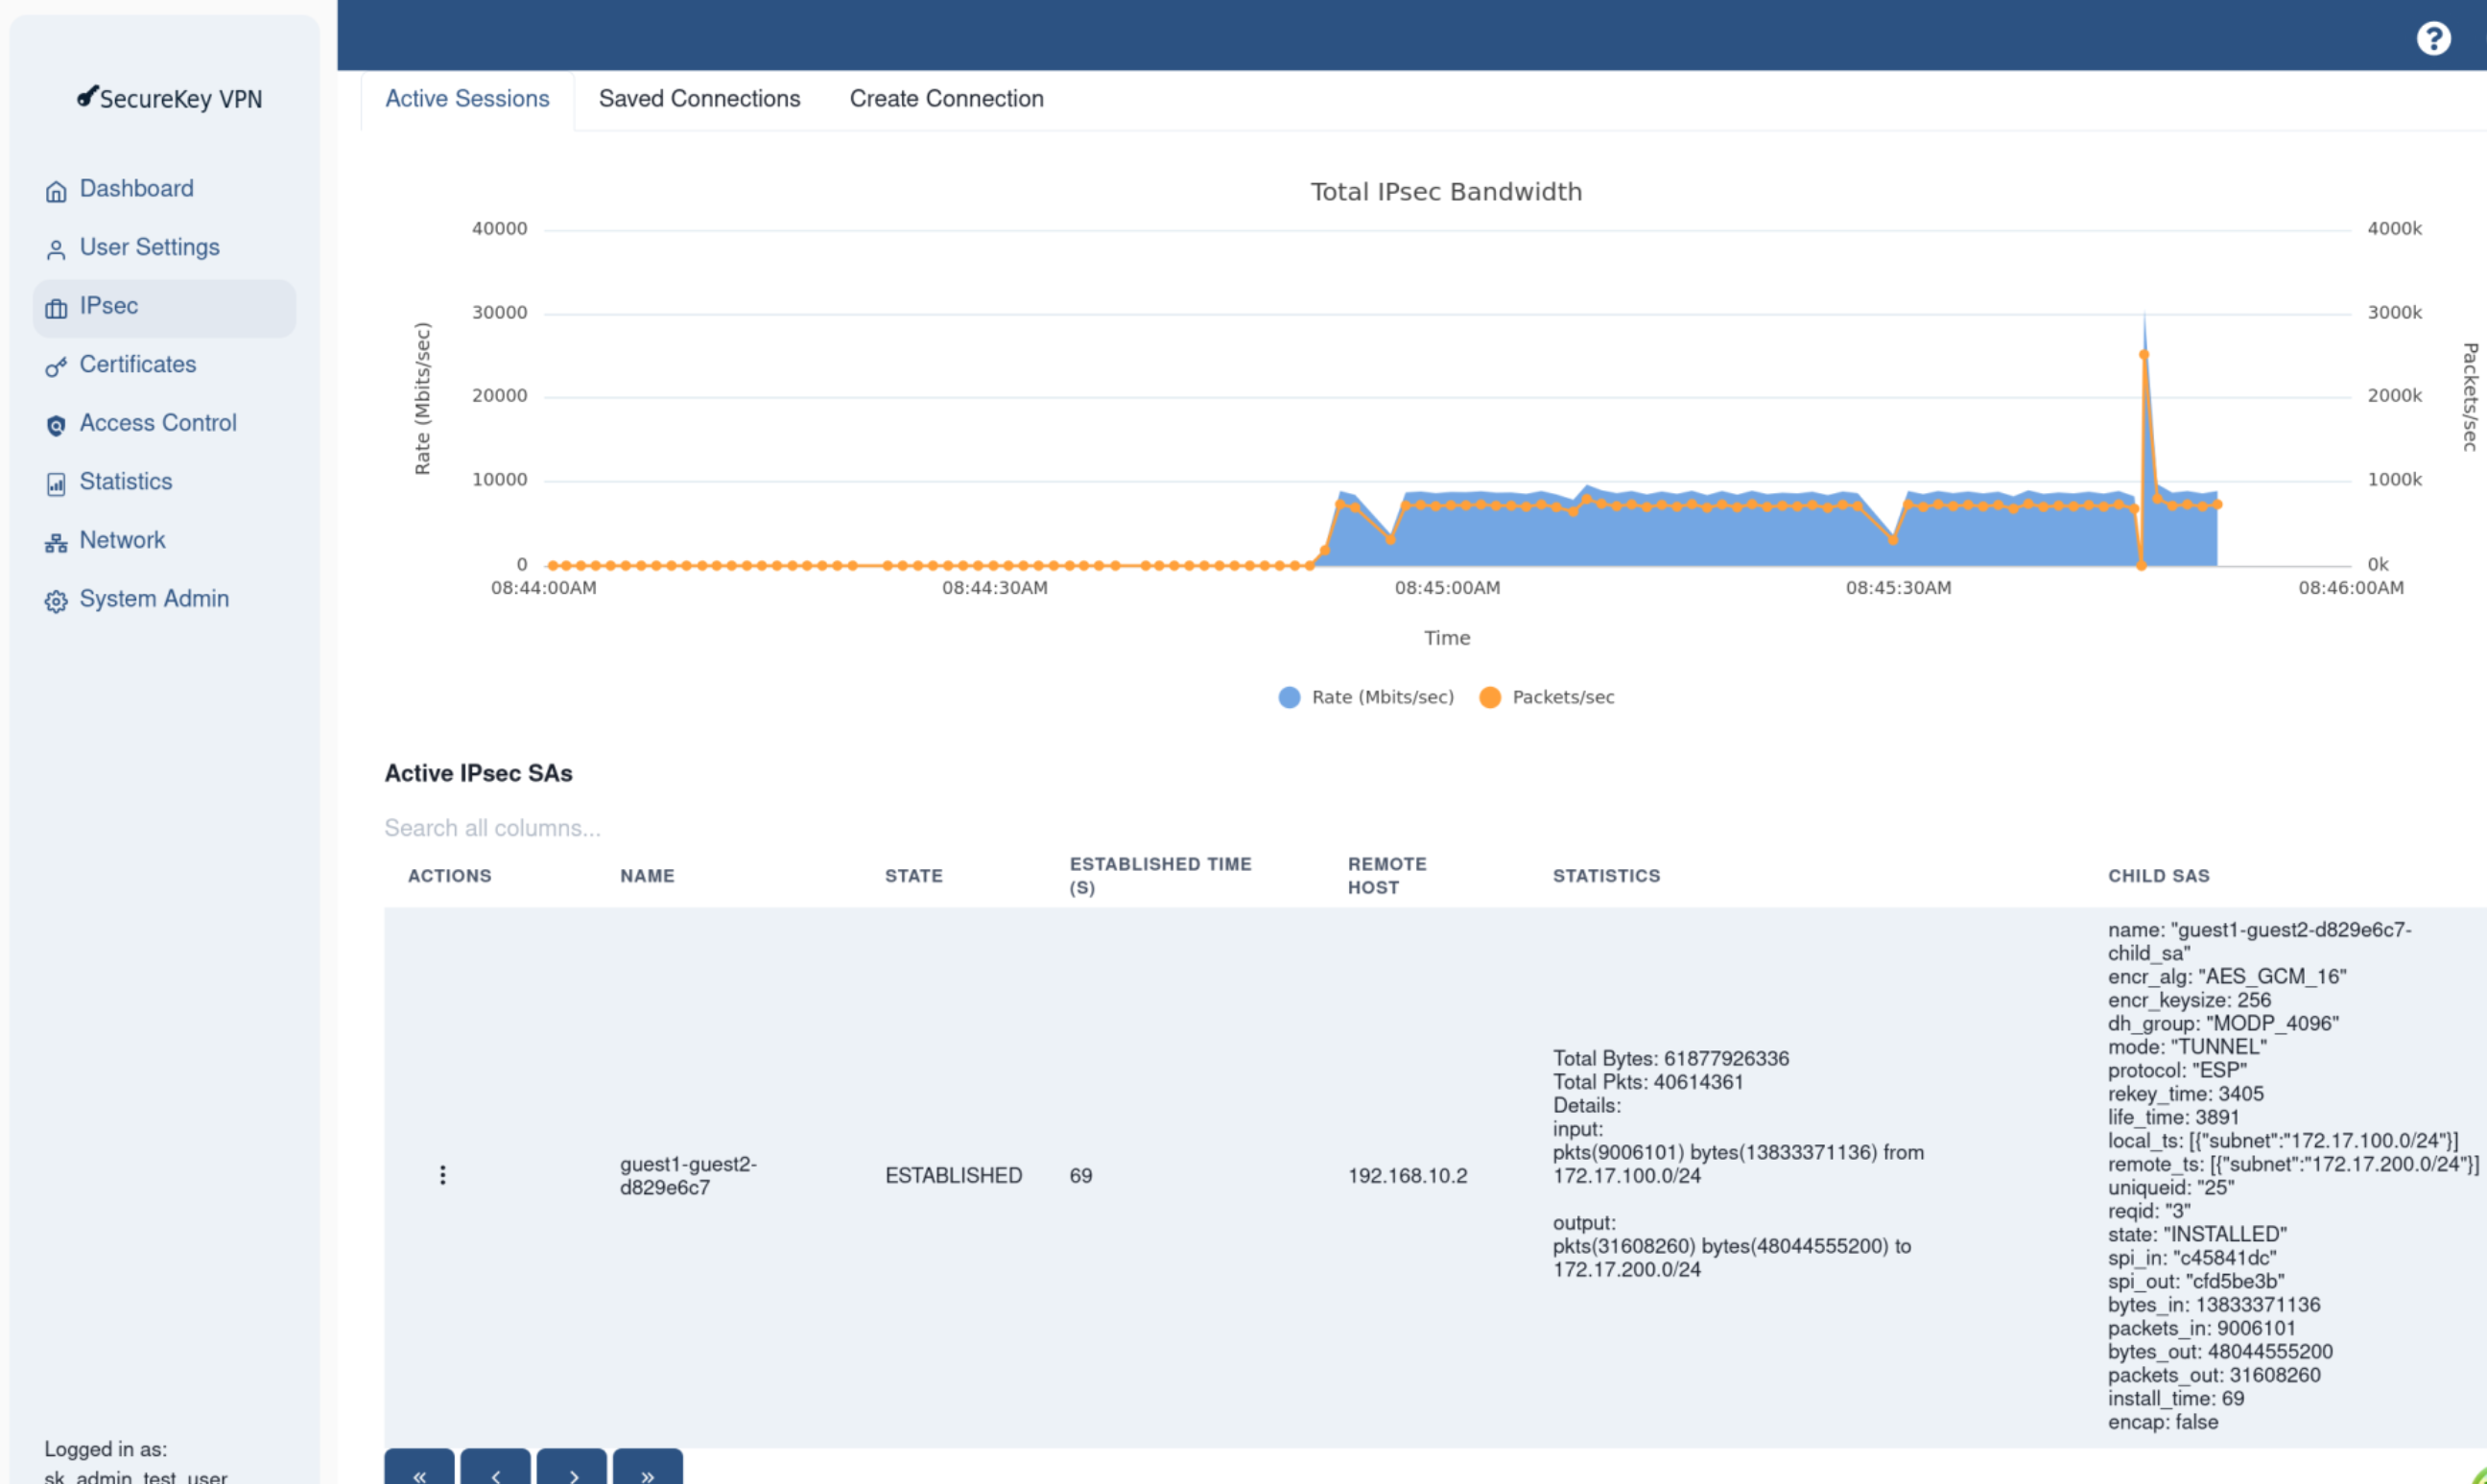 SecureKey VPN
Dashboard
User Settings
IPsec
Certificates
Access Control
Statistics
Network
System Admin
Logged in as:
sk_admin_test_user
?
Active Sessions
Saved Connections
Create Connection
Total IPsec Bandwidth
Rate (Mbits/sec)
40000
30000
20000
10000
0
4000k
3000k
2000k
1000k
0k
Packets/sec
08:44:00AM
08:44:30AM
08:45:00AM
08:45:30AM
08:46:00AM
Time
Rate (Mbits/sec)
Packets/sec
Active IPsec SAs
Search all columns...
ACTIONS
NAME
STATE
ESTABLISHED TIME
(S)
REMOTE
HOST
STATISTICS
CHILD SAS
guest1-guest2-
d829e6c7
ESTABLISHED
69
192.168.10.2
Total Bytes: 61877926336
Total Pkts: 40614361
Details:
input:
pkts(9006101) bytes(13833371136) from
172.17.100.0/24
output:
pkts(31608260) bytes(48044555200) to
172.17.200.0/24
name: "guest1-guest2-d829e6c7-
child_sa"
encr_alg: "AES_GCM_16"
encr_keysize: 256
dh_group: "MODP_4096"
mode: "TUNNEL"
protocol: "ESP"
rekey_time: 3405
life_time: 3891
local_ts: [{"subnet":"172.17.100.0/24"}]
remote_ts: [{"subnet":"172.17.200.0/24"}]
uniqueid: "25"
reqid: "3"
state: "INSTALLED"
spi_in: "c45841dc"
spi_out: "cfd5be3b"
bytes_in: 13833371136
packets_in: 9006101
bytes_out: 48044555200
packets_out: 31608260
install_time: 69
encap: false
« ‹ › »